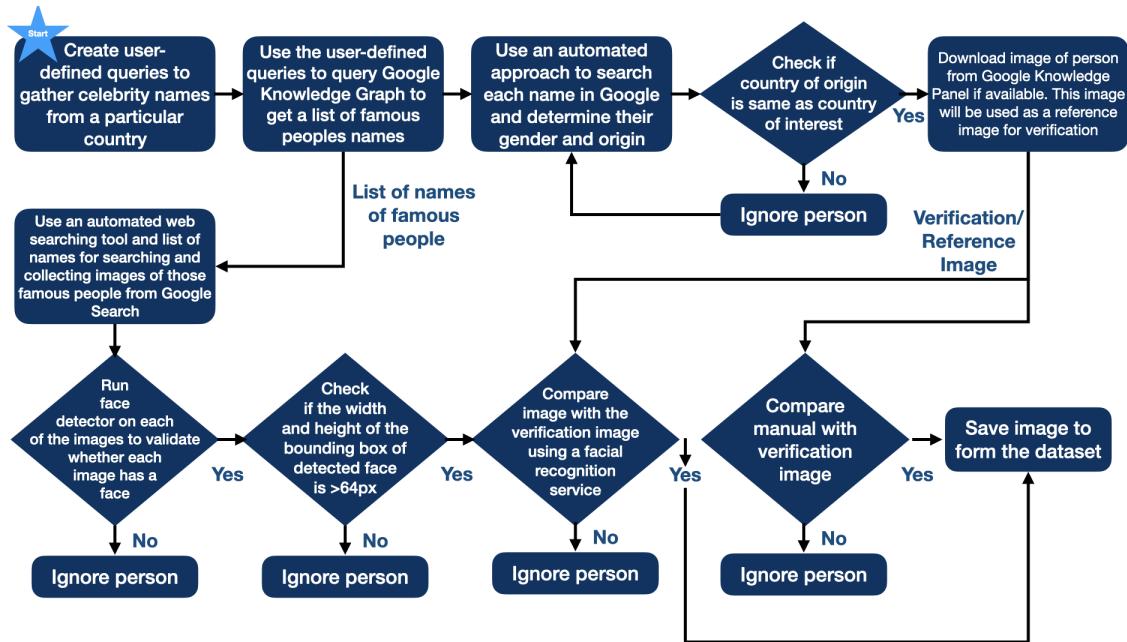 Start
Create user-
defined queries to
gather celebrity names
from a particular
country
Use the user-defined
queries to query Google
Knowledge Graph to
get a list of famous
peoples names
Use an automated
approach to search
each name in Google
and determine their
gender and origin
Check if
country of origin
is same as country
of interest
Yes
Download image of person
from Google Knowledge
Panel if available. This image
will be used as a reference
image for verification
No
Ignore person
List of names
of famous
people
Verification/
Reference
Image
Use an automated web
searching tool and list of
names for searching and
collecting images of those
famous people from Google
Search
Run
face
detector on each
of the images to validate
whether each
image has a
face
Yes
No
Ignore person
Check
if the width
and height of the
bounding box of
detected face
is >64px
Yes
No
Ignore person
Compare
image with the
verification image
using a facial
recognition
service
Yes
No
Ignore person
Compare
manual with
verification
image
Yes
No
Ignore person
Save image to
form the dataset